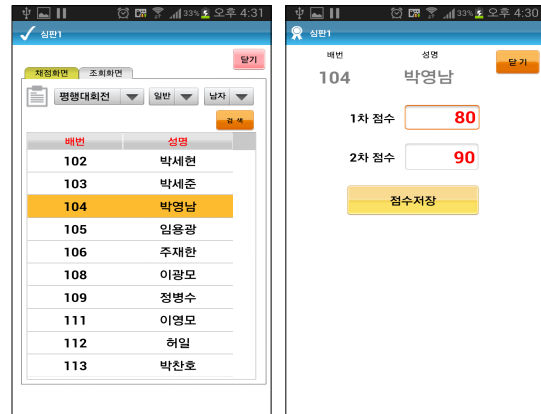 33% 오후 4:31
심판1
닫기
채점화면 조회화면
평행대회전 일반 남자
검 색
배번 성명
102 박세현
103 박세준
104 박영남
105 임용광
106 주재한
108 이광모
109 정병수
111 이영모
112 허일
113 박찬호
33% 오후 4:30
심판1
배번 성명
닫 기
104 박영남
1차 점수 80
2차 점수 90
점수저장